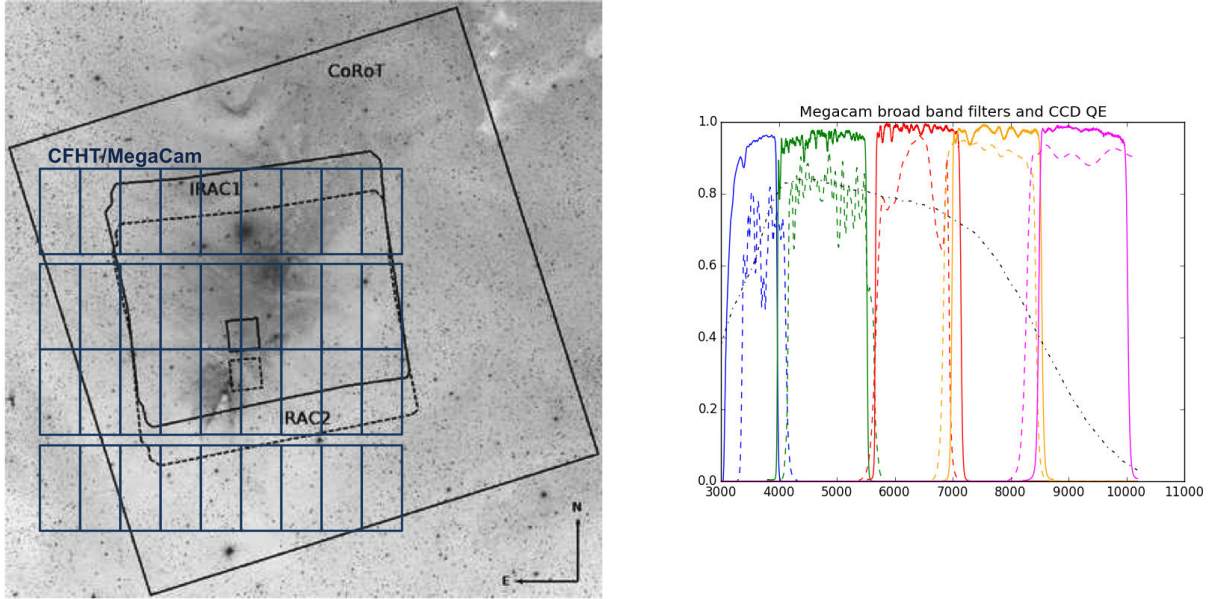 CoRoT
CFHT/MegaCam
IRAC1
RAC2
N
E
Megacam broad band filters and CCD QE
1.0
0.8
0.6
0.4
0.2
0.0
3000 4000 5000 6000 7000 8000 9000 10000 11000